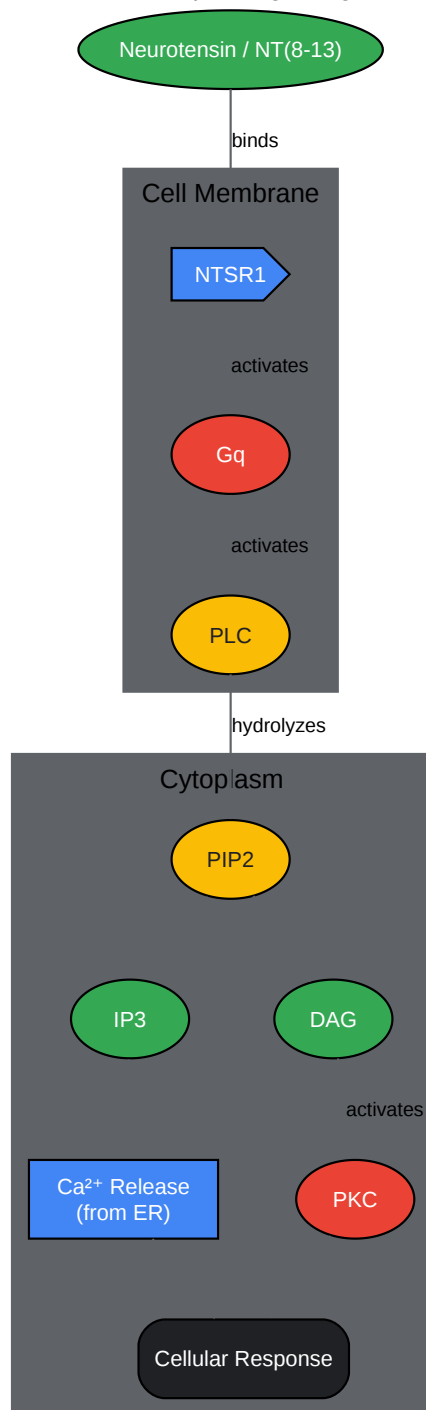 Neurotensin / NT(8-13)
binds
Cell Membrane
NTSR1
activates
Gq
activates
PLC
hydrolyzes
Cytoplasm
PIP2
IP3
DAG
activates
Ca²⁺ Release
(from ER)
PKC
Cellular Response